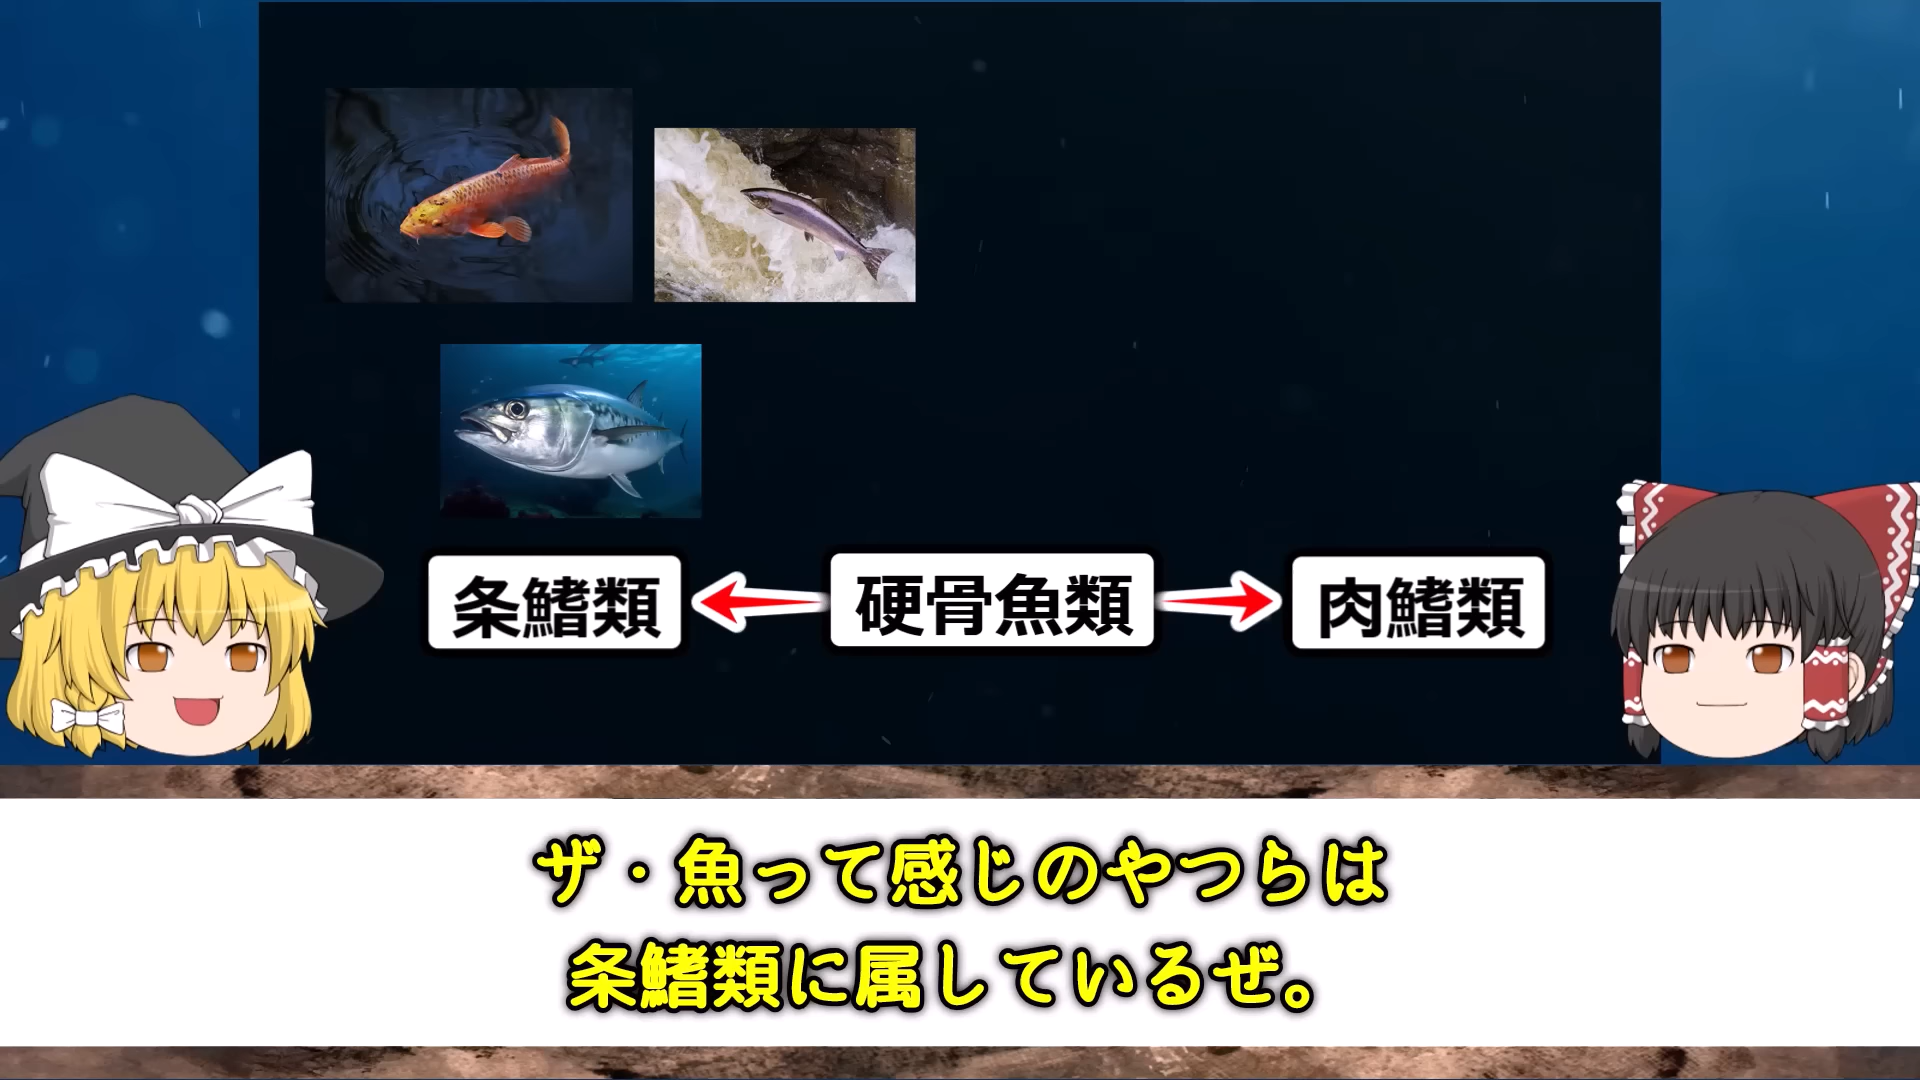 条鰭類
硬骨魚類
肉鰭類
ザ・魚って感じのやつらは
条鰭類に属しているぜ。